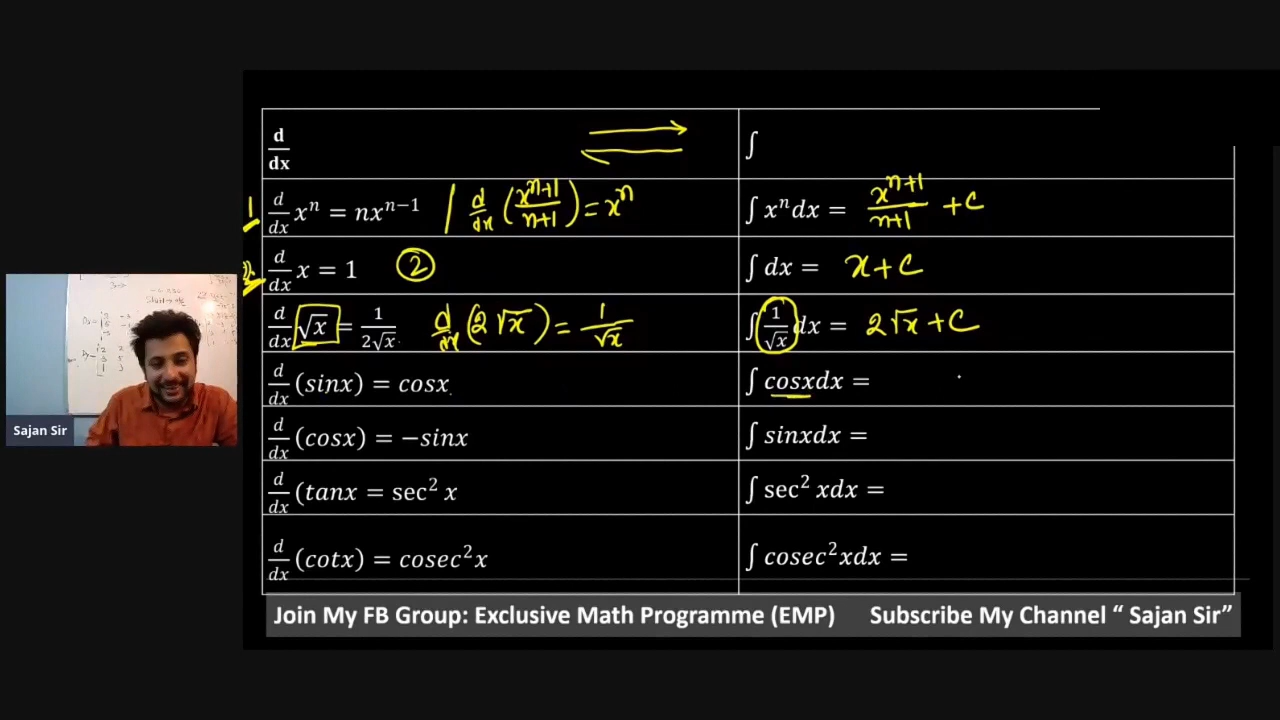 d/dx ∫
1 d/dx xⁿ = nxⁿ⁻¹ | d/dx (xⁿ⁺¹/n+1) = xⁿ ∫ xⁿdx = xⁿ⁺¹/n+1 + C
2 d/dx x = 1 ② ∫ dx = x + C
d/dx √x = 1/2√x d/dx (2√x) = 1/√x ∫ 1/√x dx = 2√x + C
d/dx (sinx) = cosx ∫ cosxdx =
d/dx (cosx) = −sinx ∫ sinxdx =
d/dx (tanx = sec² x ∫ sec² xdx =
d/dx (cotx) = cosec²x ∫ cosec²xdx =
Sajan Sir
Join My FB Group: Exclusive Math Programme (EMP) Subscribe My Channel “ Sajan Sir”